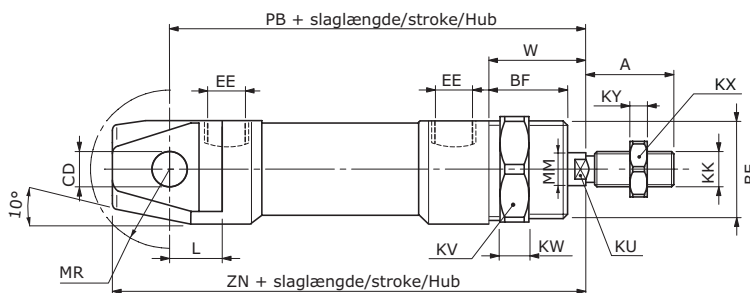 PB + slaglængde/stroke/Hub
W
A
EE
EE
BF
KY
KX
CD
MM
KK
BE
10°
L
KV
KW
KU
MR
ZN + slaglængde/stroke/Hub